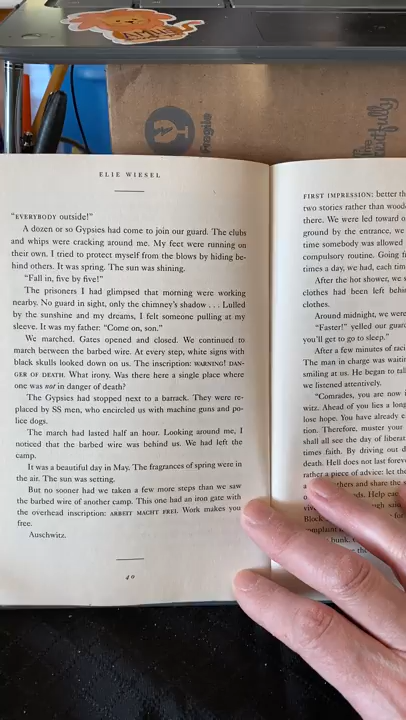 AMIS
Fragile
ELIE WIESEL
"EVERYBODY outside!"
A dozen or so Gypsies had come to join our guard. The clubs
and whips were cracking around me. My feet were running on
their own. I tried to protect myself from the blows by hiding be-
hind others. It was spring. The sun was shining.
"Fall in, five by five!"
The prisoners I had glimpsed that morning were working
nearby. No guard in sight, only the chimney's shadow . . . Lulled
by the sunshine and my dreams, I felt someone pulling at my
sleeve. It was my father: "Come on, son."
We marched. Gates opened and closed. We continued to
march between the barbed wire. At every step, white signs with
black skulls looked down on us. The inscription: WARNING! DAN-
GER OF DEATH. What irony. Was there here a single place where
one was not in danger of death?
The Gypsies had stopped next to a barrack. They were re-
placed by SS men, who encircled us with machine guns and po-
lice dogs.
The march had lasted half an hour. Looking around me, I
noticed that the barbed wire was behind us. We had left the
camp.
It was a beautiful day in May. The fragrances of spring were in
the air. The sun was setting.
But no sooner had we taken a few more steps than we saw
the barbed wire of another camp. This one had an iron gate with
the overhead inscription: ARBEIT MACHT FREI. Work makes you
free.
Auschwitz.
40
FIRST IMPRESSION: better th
two stories rather than woode
there. We were led toward o
ground by the entrance, we
time somebody was allowed
compulsory routine. Going f
times a day, we had, each tim
After the hot shower, we s
clothes had been left behin
clothes.
Around midnight, we were
"Faster!" yelled our guard
you'll get to go to sleep."
After a few minutes of raci
The man in charge was waitin
smiling at us. He began to tal
we listened attentively.
"Comrades, you are now i
witz. Ahead of you lies a long
lose hope. You have already e
tion. Therefore, muster your
shall all see the day of liberat
times faith. By driving out d
death. Hell does not last forev
rather a piece of advice: let the
others and share the s
Help eac
Block